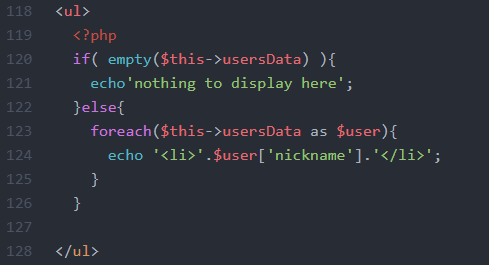 118 <ul>
119 <?php
120 if( empty($this->usersData) ){
121 echo'nothing to display here';
122 }else{
123 foreach($this->usersData as $user){
124 echo '<li>'.$user['nickname'].'</li>';
125 }
126 }
127
128 </ul>